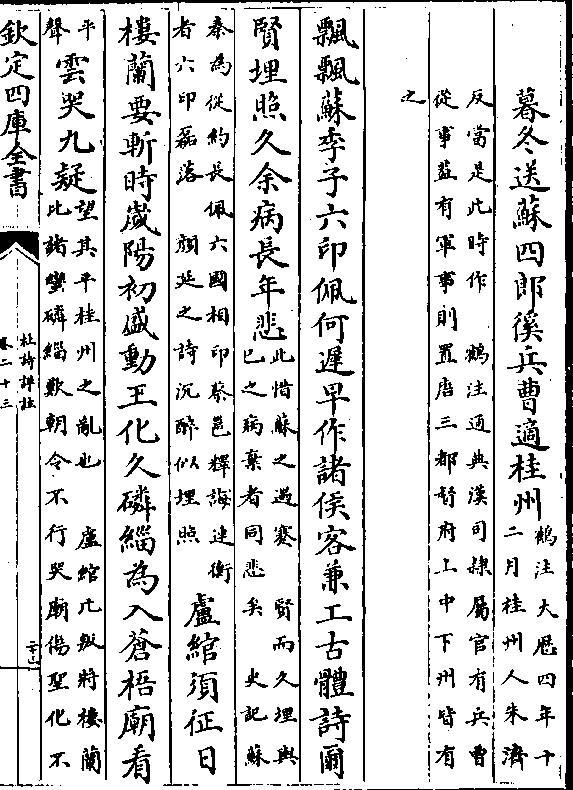 暮冬送蘇四郎徯兵曹適桂州鶴注大厯四年十
二月桂州人朱濟
反當是此時作　鶴注通典漢司隸屬官有兵曹
從事葢有軍事則置唐三都督府上中下州皆有
之
飄飄蘇季子六印佩何遲早作諸侯客兼工古體詩爾
賢埋照久余病長年悲此惜蘇之遇蹇　賢而久埋與
已之病棄者同悲矣　史記蘇
秦為從約長佩六國相印蔡邕釋誨連衡
者六印磊落　顔延之詩沉醉似埋照
盧綰須征日
樓蘭要斬時歲陽初盛動王化久磷緇為入蒼梧廟看
平
聲
雲哭九疑望其平桂州之亂也　盧綰比叛將樓蘭
比諸蠻磷緇歎朝令不行哭廟傷聖化不
欽定四庫全書
杜詩詳註
卷二十三